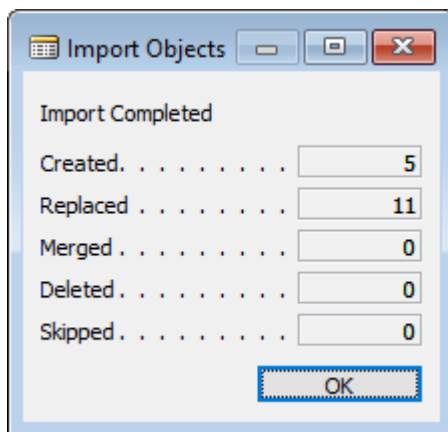 Import Objects
Import Completed
Created. . . . . . . . . 5
Replaced . . . . . . . . 11
Merged . . . . . . . . . 0
Deleted . . . . . . . . . 0
Skipped . . . . . . . . . 0
OK